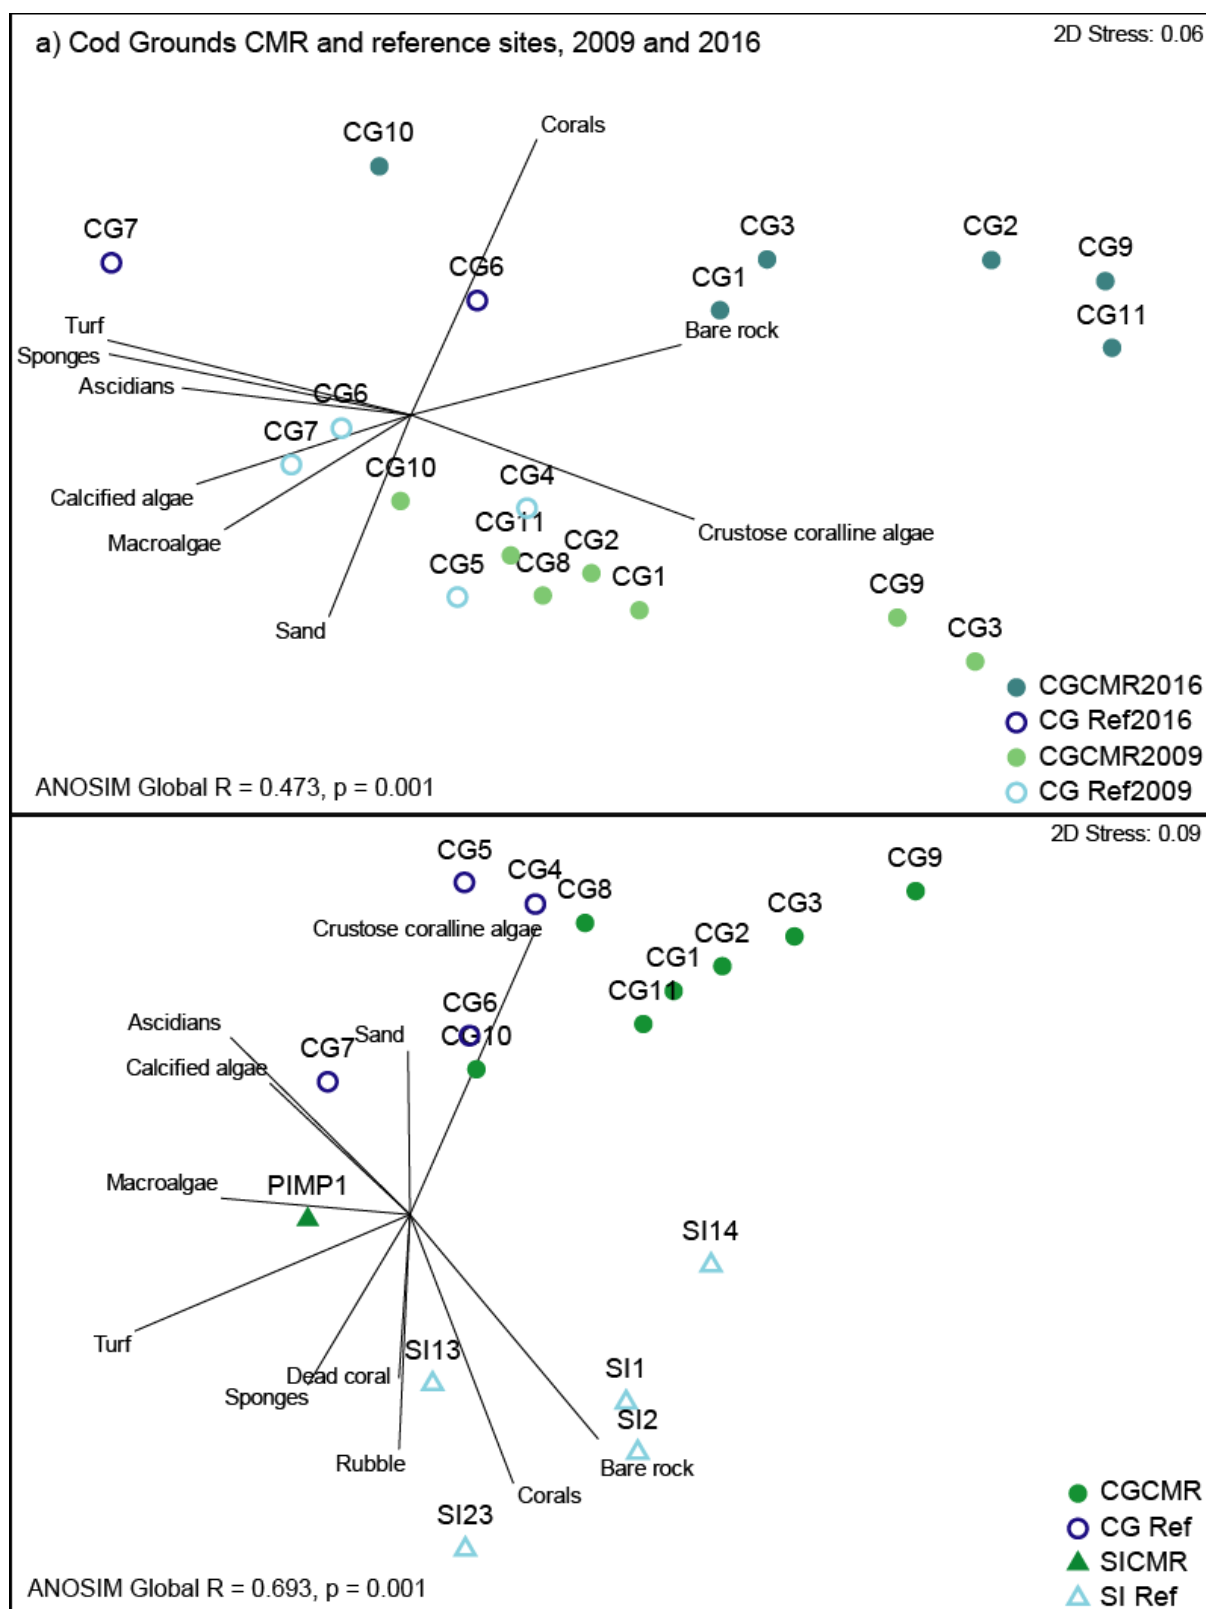 a) Cod Grounds CMR and reference sites, 2009 and 2016
2D Stress: 0.06
CG10
Corals
CG7
CG3
CG2
CG9
CG6
CG1
CG11
Turf
Bare rock
Sponges
Ascidians
CG6
CG7
CG10
CG4
Calcified algae
CG11
Crustose coralline algae
Macroalgae
CG2
CG5
CG8
CG1
CG9
Sand
CG3
CGCMR2016
CG Ref2016
CGCMR2009
CG Ref2009
ANOSIM Global R = 0.473, p = 0.001
2D Stress: 0.09
CG5
CG4
CG8
CG9
CG3
Crustose coralline algae
CG2
CG1
CG11
CG6
Ascidians
Sand
CG10
CG7
Calcified algae
Macroalgae
PIMP1
SI14
Turf
SI13
Dead coral
SI1
Sponges
SI2
Rubble
Bare rock
Corals
SI23
CGCMR
CG Ref
SICMR
SI Ref
ANOSIM Global R = 0.693, p = 0.001